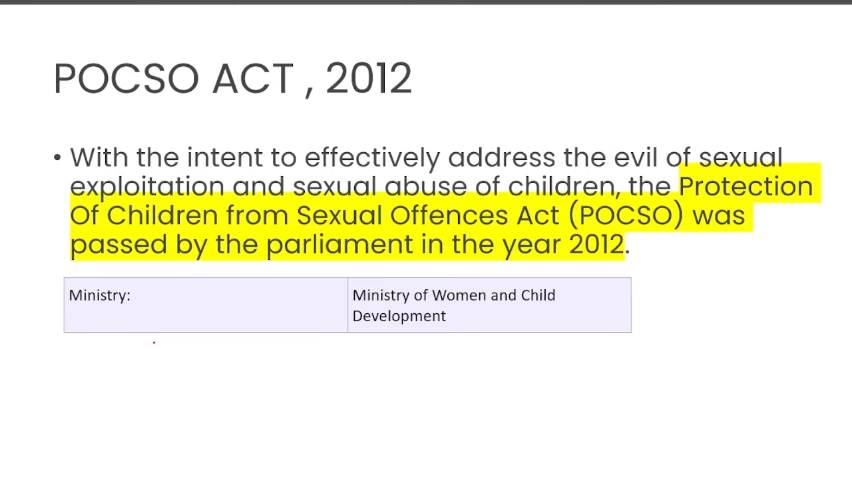 POCSO ACT , 2012
• With the intent to effectively address the evil of sexual
exploitation and sexual abuse of children, the Protection
Of Children from Sexual Offences Act (POCSO) was
passed by the parliament in the year 2012.
Ministry: Ministry of Women and Child
Development